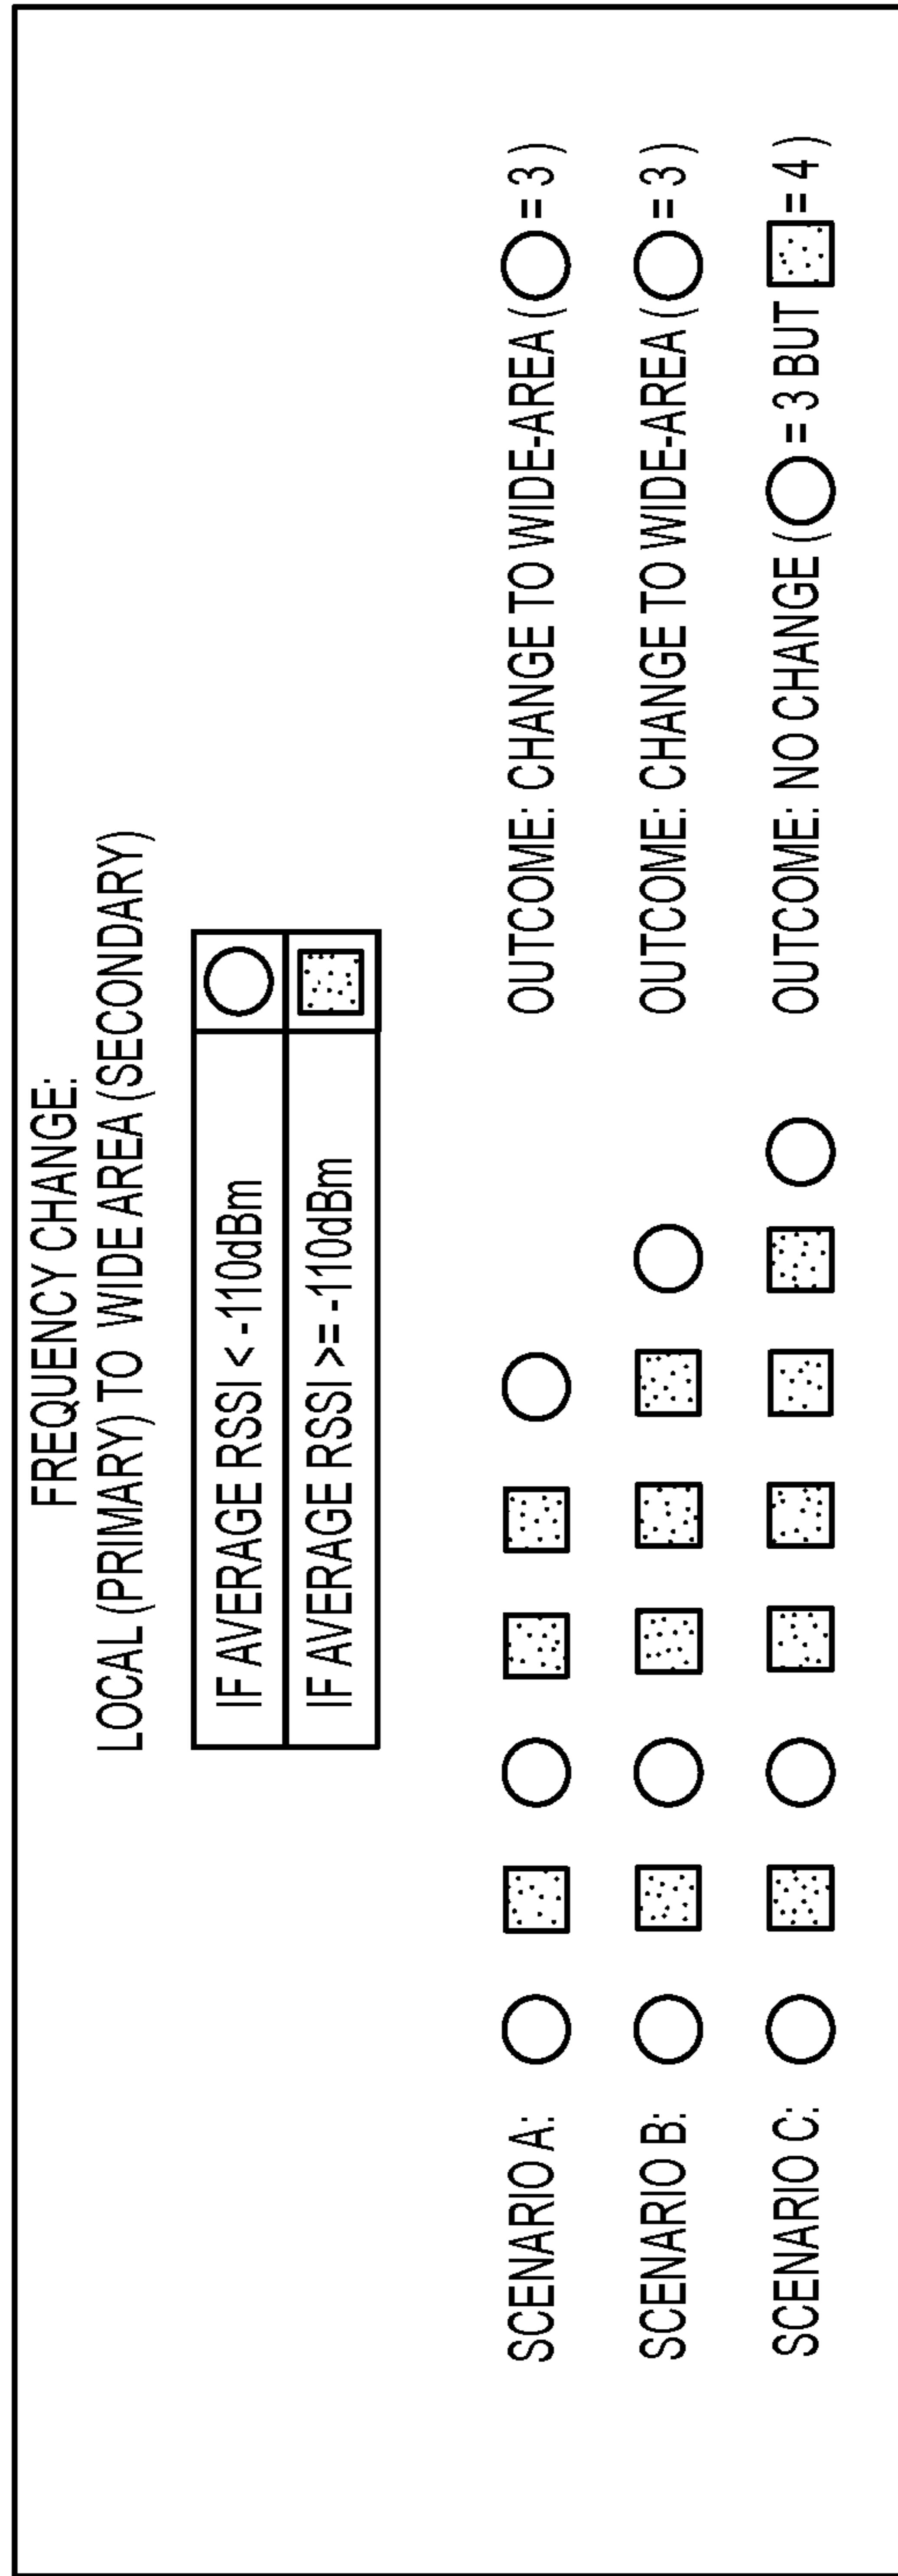 FREQUENCY CHANGE:
LOCAL (PRIMARY) TO WIDE AREA (SECONDARY)
IF AVERAGE RSSI < -110dBm
IF AVERAGE RSSI >= -110dBm
SCENARIO A: OUTCOME: CHANGE TO WIDE-AREA ( = 3 )
SCENARIO B: OUTCOME: CHANGE TO WIDE-AREA ( = 3 )
SCENARIO C: OUTCOME: NO CHANGE ( = 3 BUT = 4 )